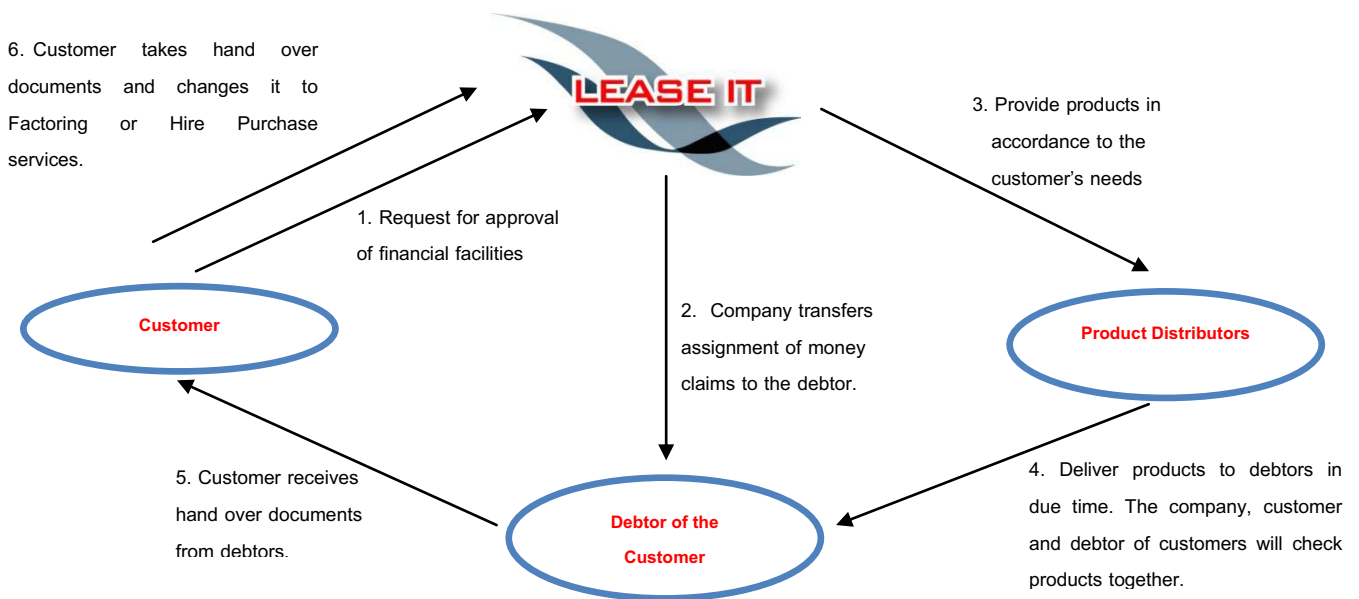 6. Customer takes hand over
documents and changes it to
Factoring or Hire Purchase
services.
LEASE IT
3. Provide products in
accordance to the
customer's needs
1. Request for approval
of financial facilities
Customer
2. Company transfers
assignment of money
claims to the debtor.
Product Distributors
5. Customer receives
hand over documents
from debtors.
Debtor of the
Customer
4. Deliver products to debtors in
due time. The company, customer
and debtor of customers will check
products together.